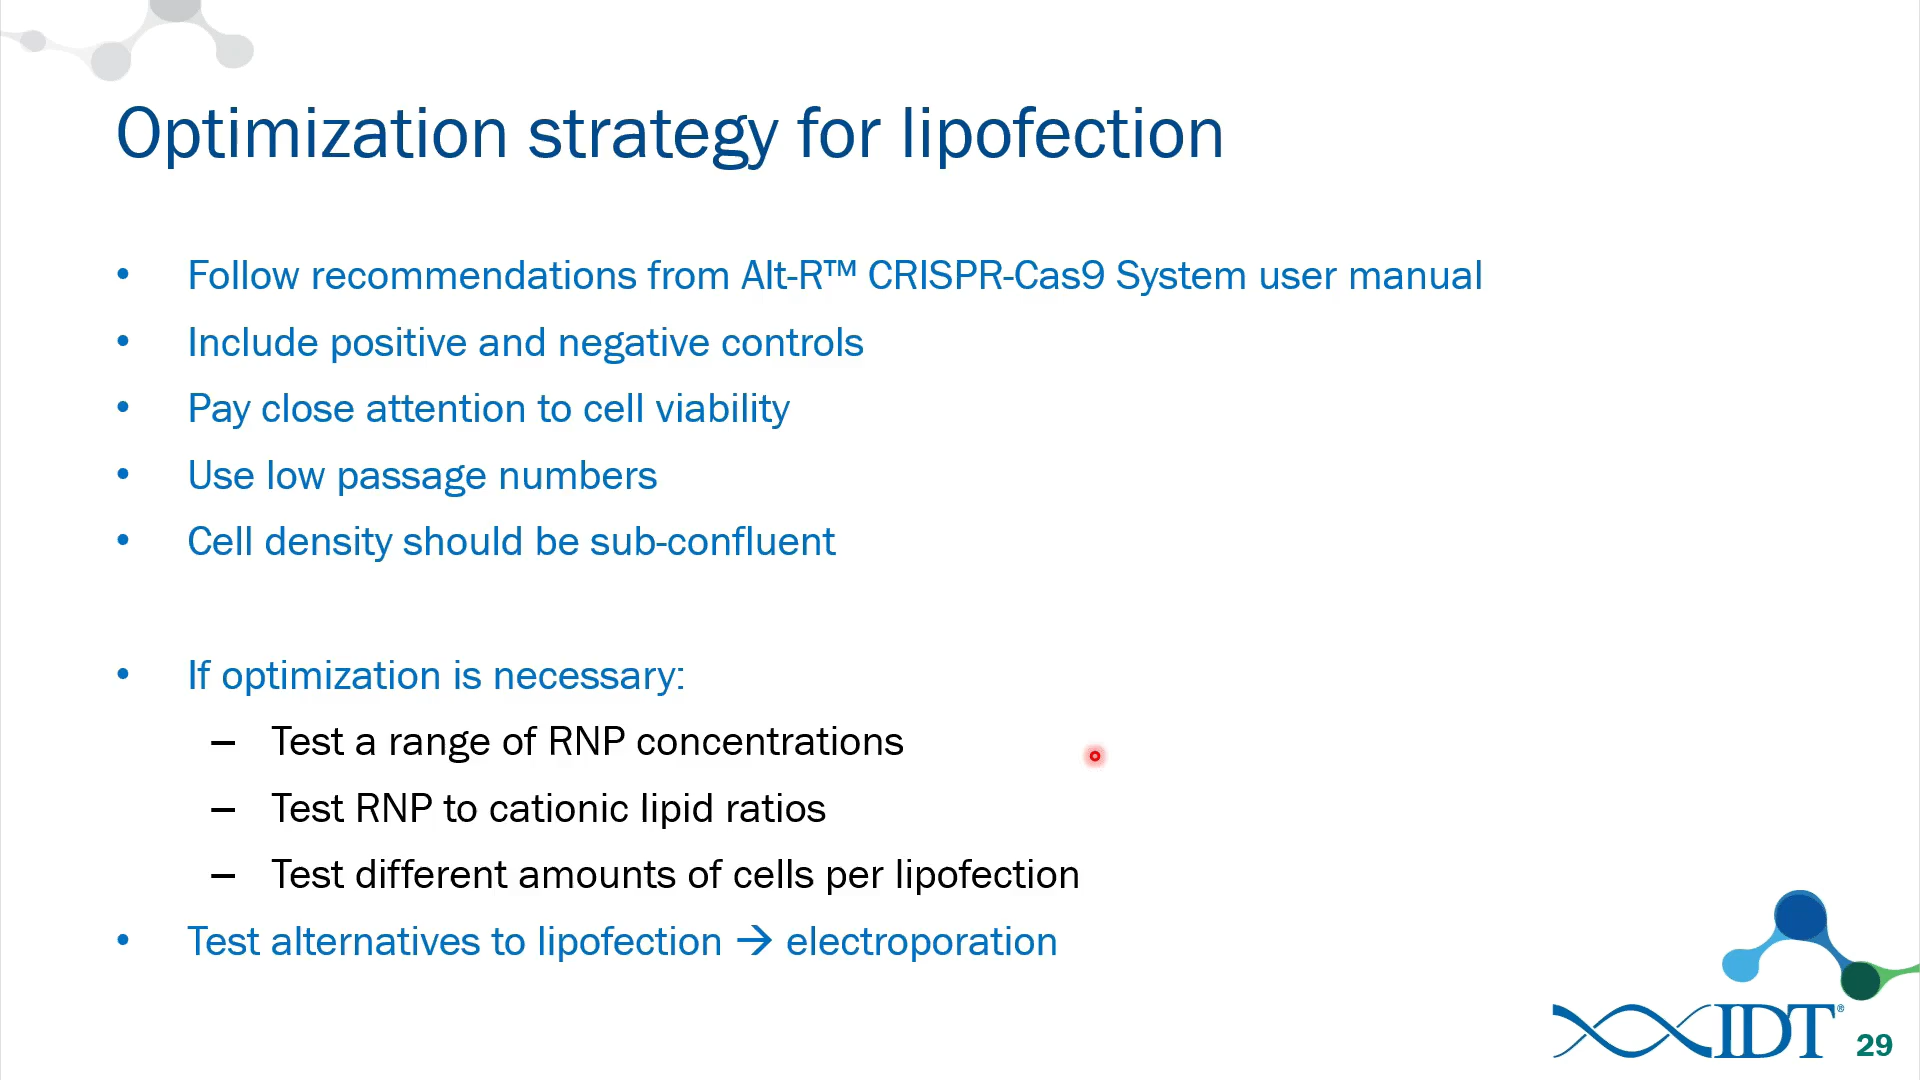 Optimization strategy for lipofection
• Follow recommendations from Alt-R™ CRISPR-Cas9 System user manual
• Include positive and negative controls
• Pay close attention to cell viability
• Use low passage numbers
• Cell density should be sub-confluent
• If optimization is necessary:
– Test a range of RNP concentrations
– Test RNP to cationic lipid ratios
– Test different amounts of cells per lipofection
• Test alternatives to lipofection → electroporation
IDT®
29